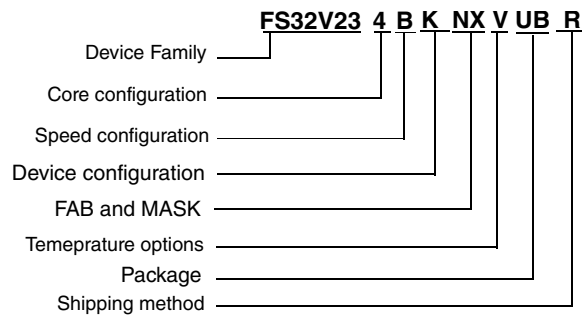 FS32V23 4 B K NX V UB R
Device Family
Core configuration
Speed configuration
Device configuration
FAB and MASK
Temeprature options
Package
Shipping method